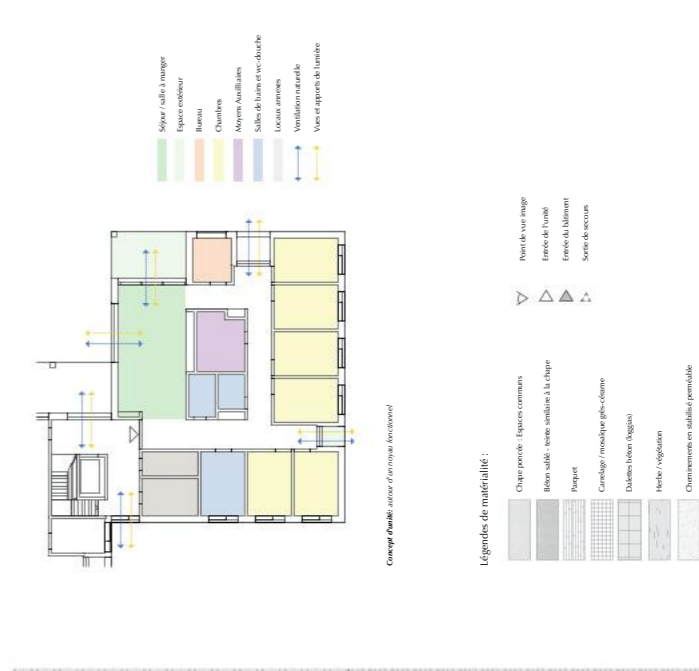 Séjour / salle à manger
Espace extérieur
Bureau
Chambres
Moyens Auxilliaires
Salles de bains et wc-douche
Locaux annexes
Ventilation naturelle
Vues et apports de lumière
Concept d'unité: autour d'un noyau fonctionnel
Point de vue image
Entrée de l'unité
Entrée du bâtiment
Sortie de secours
Légendes de matérialité :
Chape poncée : Espaces communs
Béton sablé - teinte similaire à la chape
Parquet
Carrelage / mosaïque grès-cérame
Dalettes béton (loggias)
Herbe / végétation
Cheminements en stabilisé perméable